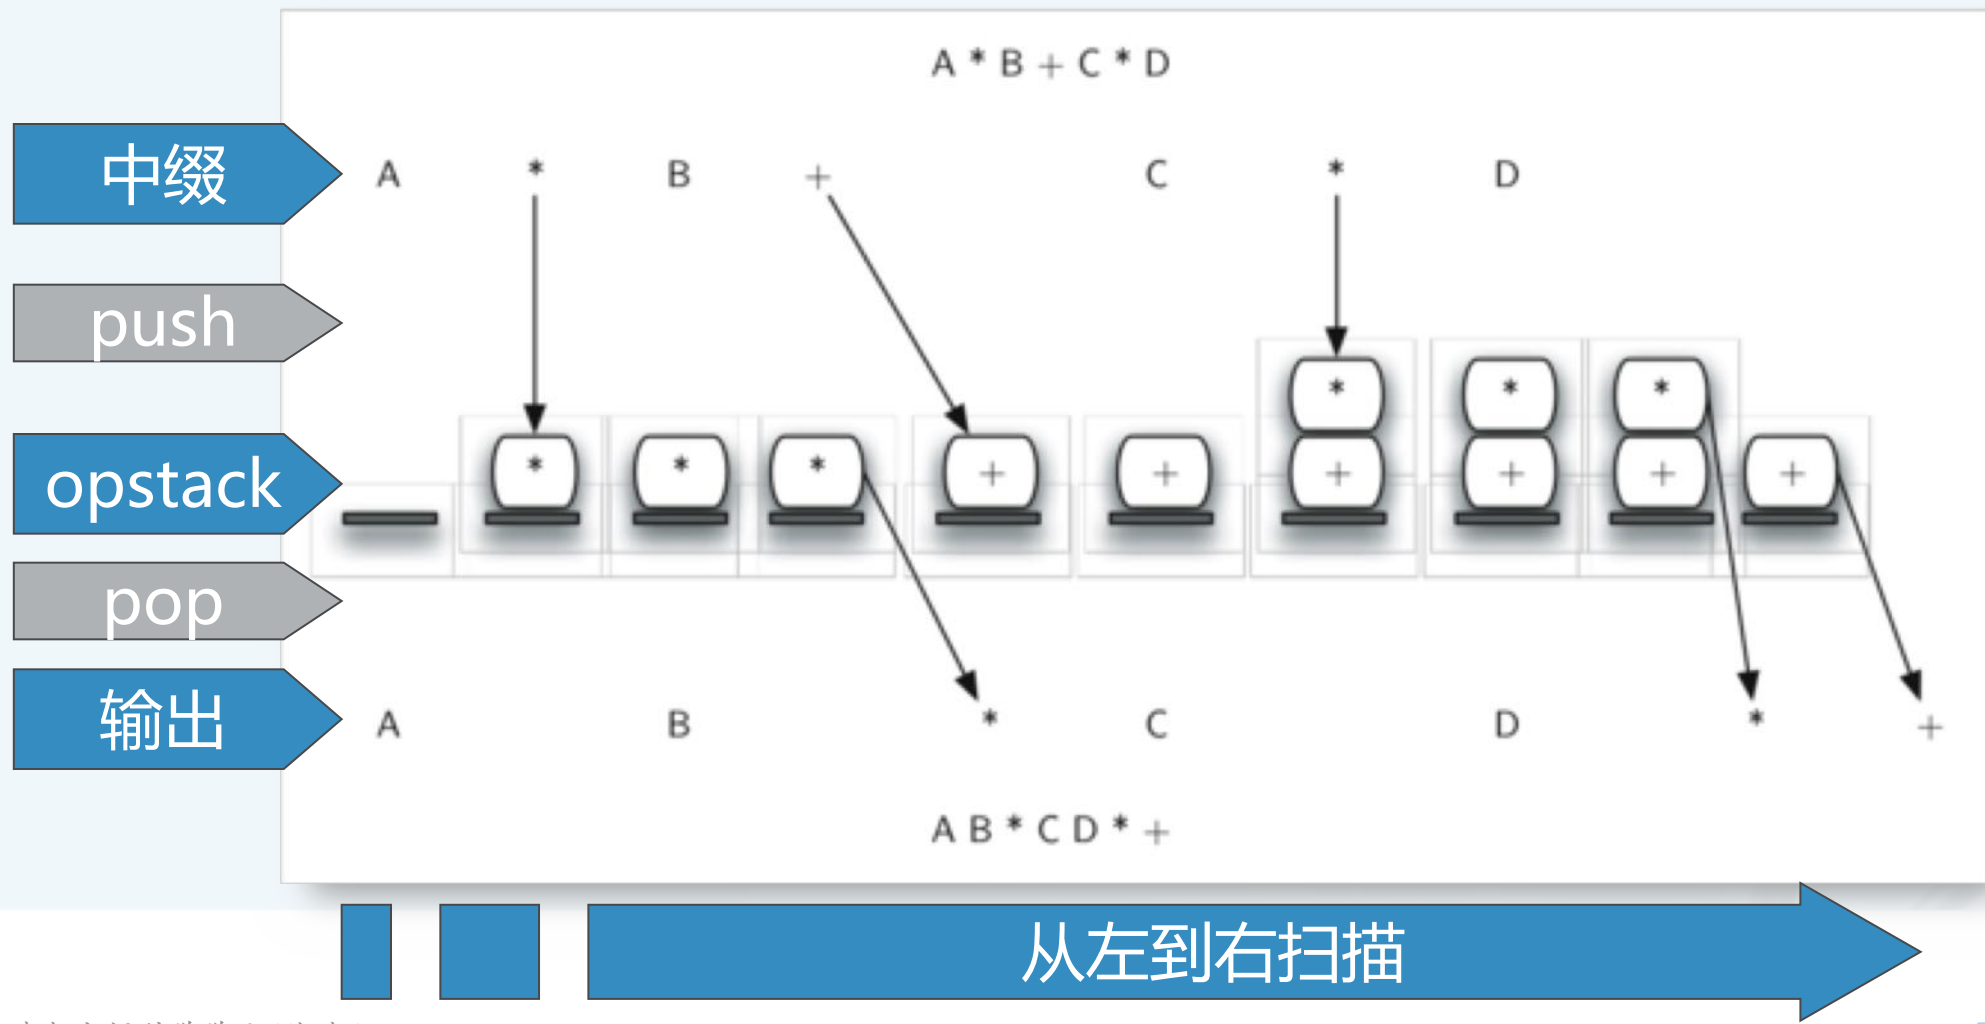 A * B + C * D
中缀
A * B + C * D
push
* *
* * * + + + + + +
opstack
pop
输出
A B * C D * +
A B * C D * +
从左到右扫描